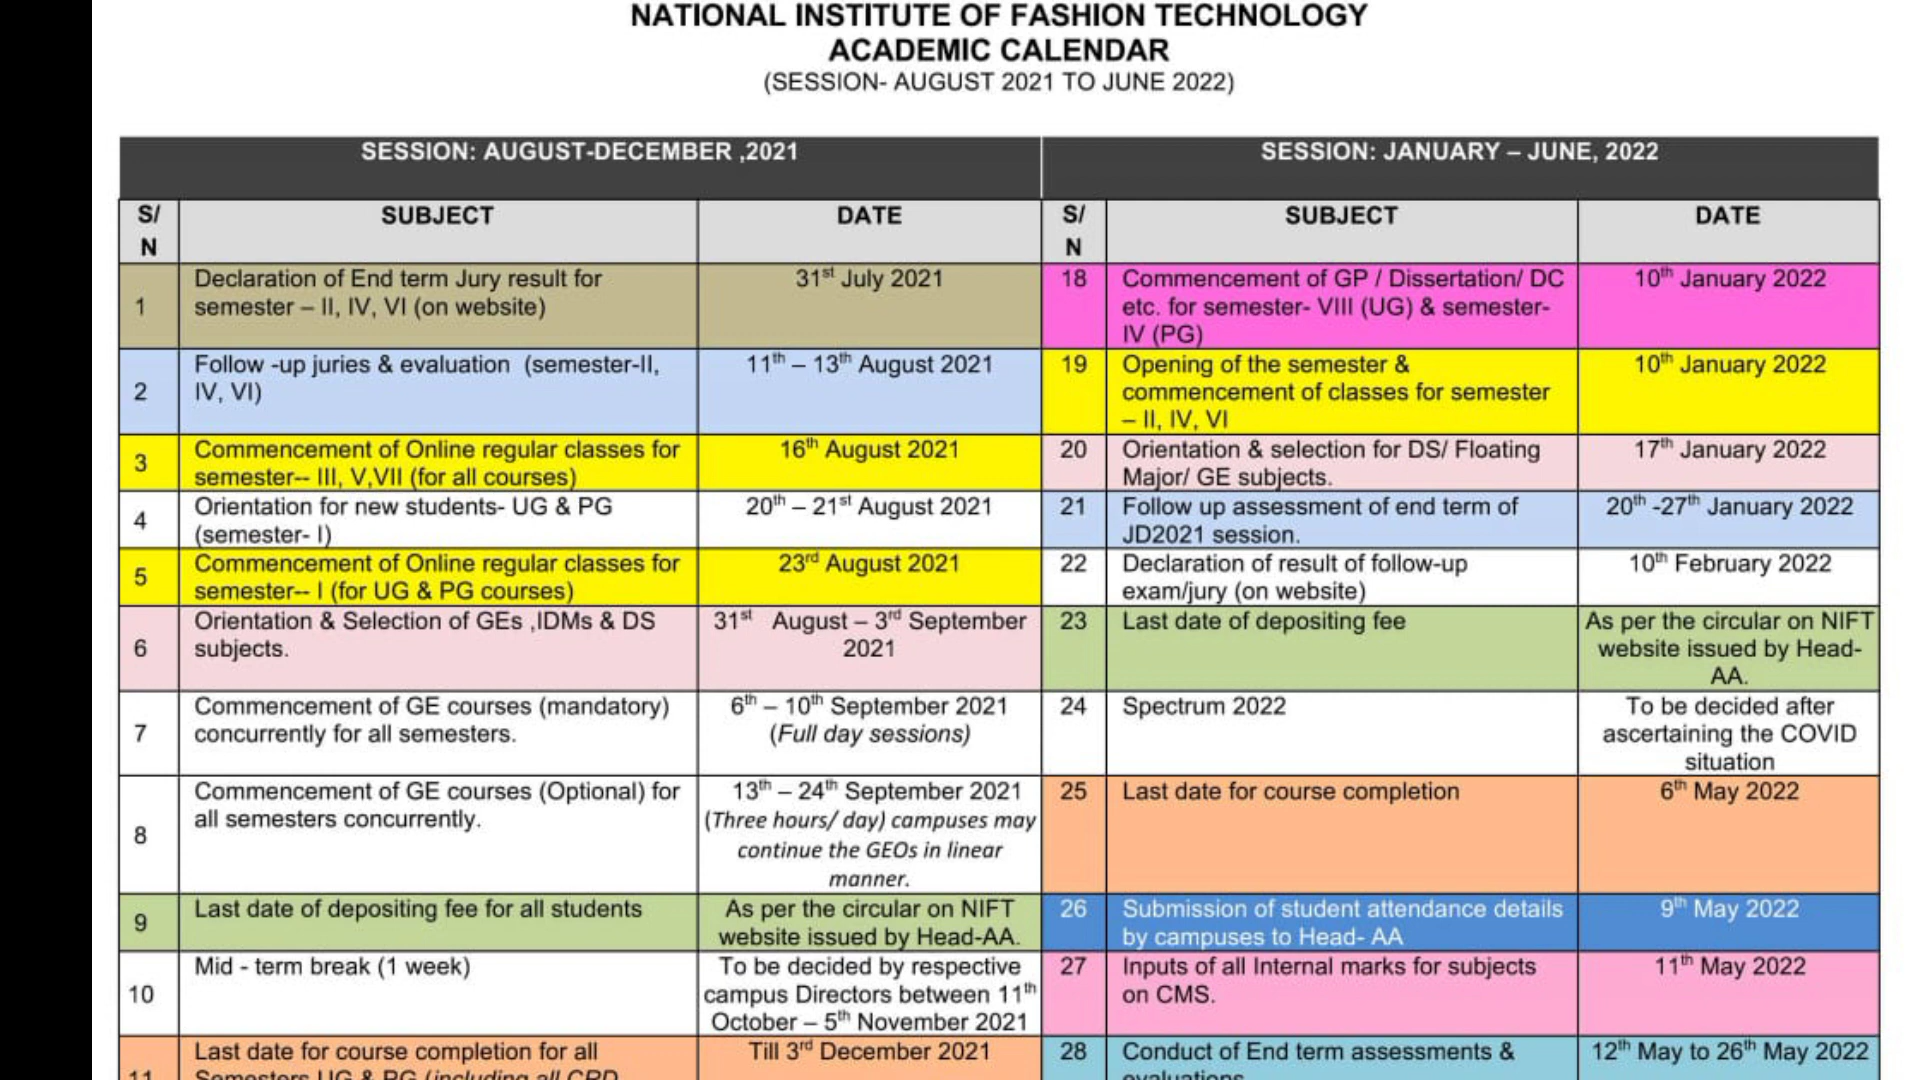 NATIONAL INSTITUTE OF FASHION TECHNOLOGY
ACADEMIC CALENDAR
(SESSION- AUGUST 2021 TO JUNE 2022)
SESSION: AUGUST-DECEMBER ,2021
S/
N
SUBJECT
DATE
1
Declaration of End term Jury result for
semester – II, IV, VI (on website)
31st July 2021
2
Follow -up juries & evaluation (semester-II,
IV, VI)
11th – 13th August 2021
3
Commencement of Online regular classes for
semester-- III, V,VII (for all courses)
16th August 2021
4
Orientation for new students- UG & PG
(semester- I)
20th – 21st August 2021
5
Commencement of Online regular classes for
semester-- I (for UG & PG courses)
23rd August 2021
6
Orientation & Selection of GEs ,IDMs & DS
subjects.
31st August – 3rd September
2021
7
Commencement of GE courses (mandatory)
concurrently for all semesters.
6th – 10th September 2021
(Full day sessions)
8
Commencement of GE courses (Optional) for
all semesters concurrently.
13th – 24th September 2021
(Three hours/ day) campuses may
continue the GEOs in linear
manner.
9
Last date of depositing fee for all students
As per the circular on NIFT
website issued by Head-AA.
10
Mid - term break (1 week)
To be decided by respective
campus Directors between 11th
October – 5th November 2021
11
Last date for course completion for all
Semesters UG & PG (including all CRD
Till 3rd December 2021
SESSION: JANUARY – JUNE, 2022
S/
N
SUBJECT
DATE
18
Commencement of GP / Dissertation/ DC
etc. for semester- VIII (UG) & semester-
IV (PG)
10th January 2022
19
Opening of the semester &
commencement of classes for semester
– II, IV, VI
10th January 2022
20
Orientation & selection for DS/ Floating
Major/ GE subjects.
17th January 2022
21
Follow up assessment of end term of
JD2021 session.
20th -27th January 2022
22
Declaration of result of follow-up
exam/jury (on website)
10th February 2022
23
Last date of depositing fee
As per the circular on NIFT
website issued by Head-
AA.
24
Spectrum 2022
To be decided after
ascertaining the COVID
situation
25
Last date for course completion
6th May 2022
26
Submission of student attendance details
by campuses to Head- AA
9th May 2022
27
Inputs of all Internal marks for subjects
on CMS.
11th May 2022
28
Conduct of End term assessments &
evaluations
12th May to 26th May 2022